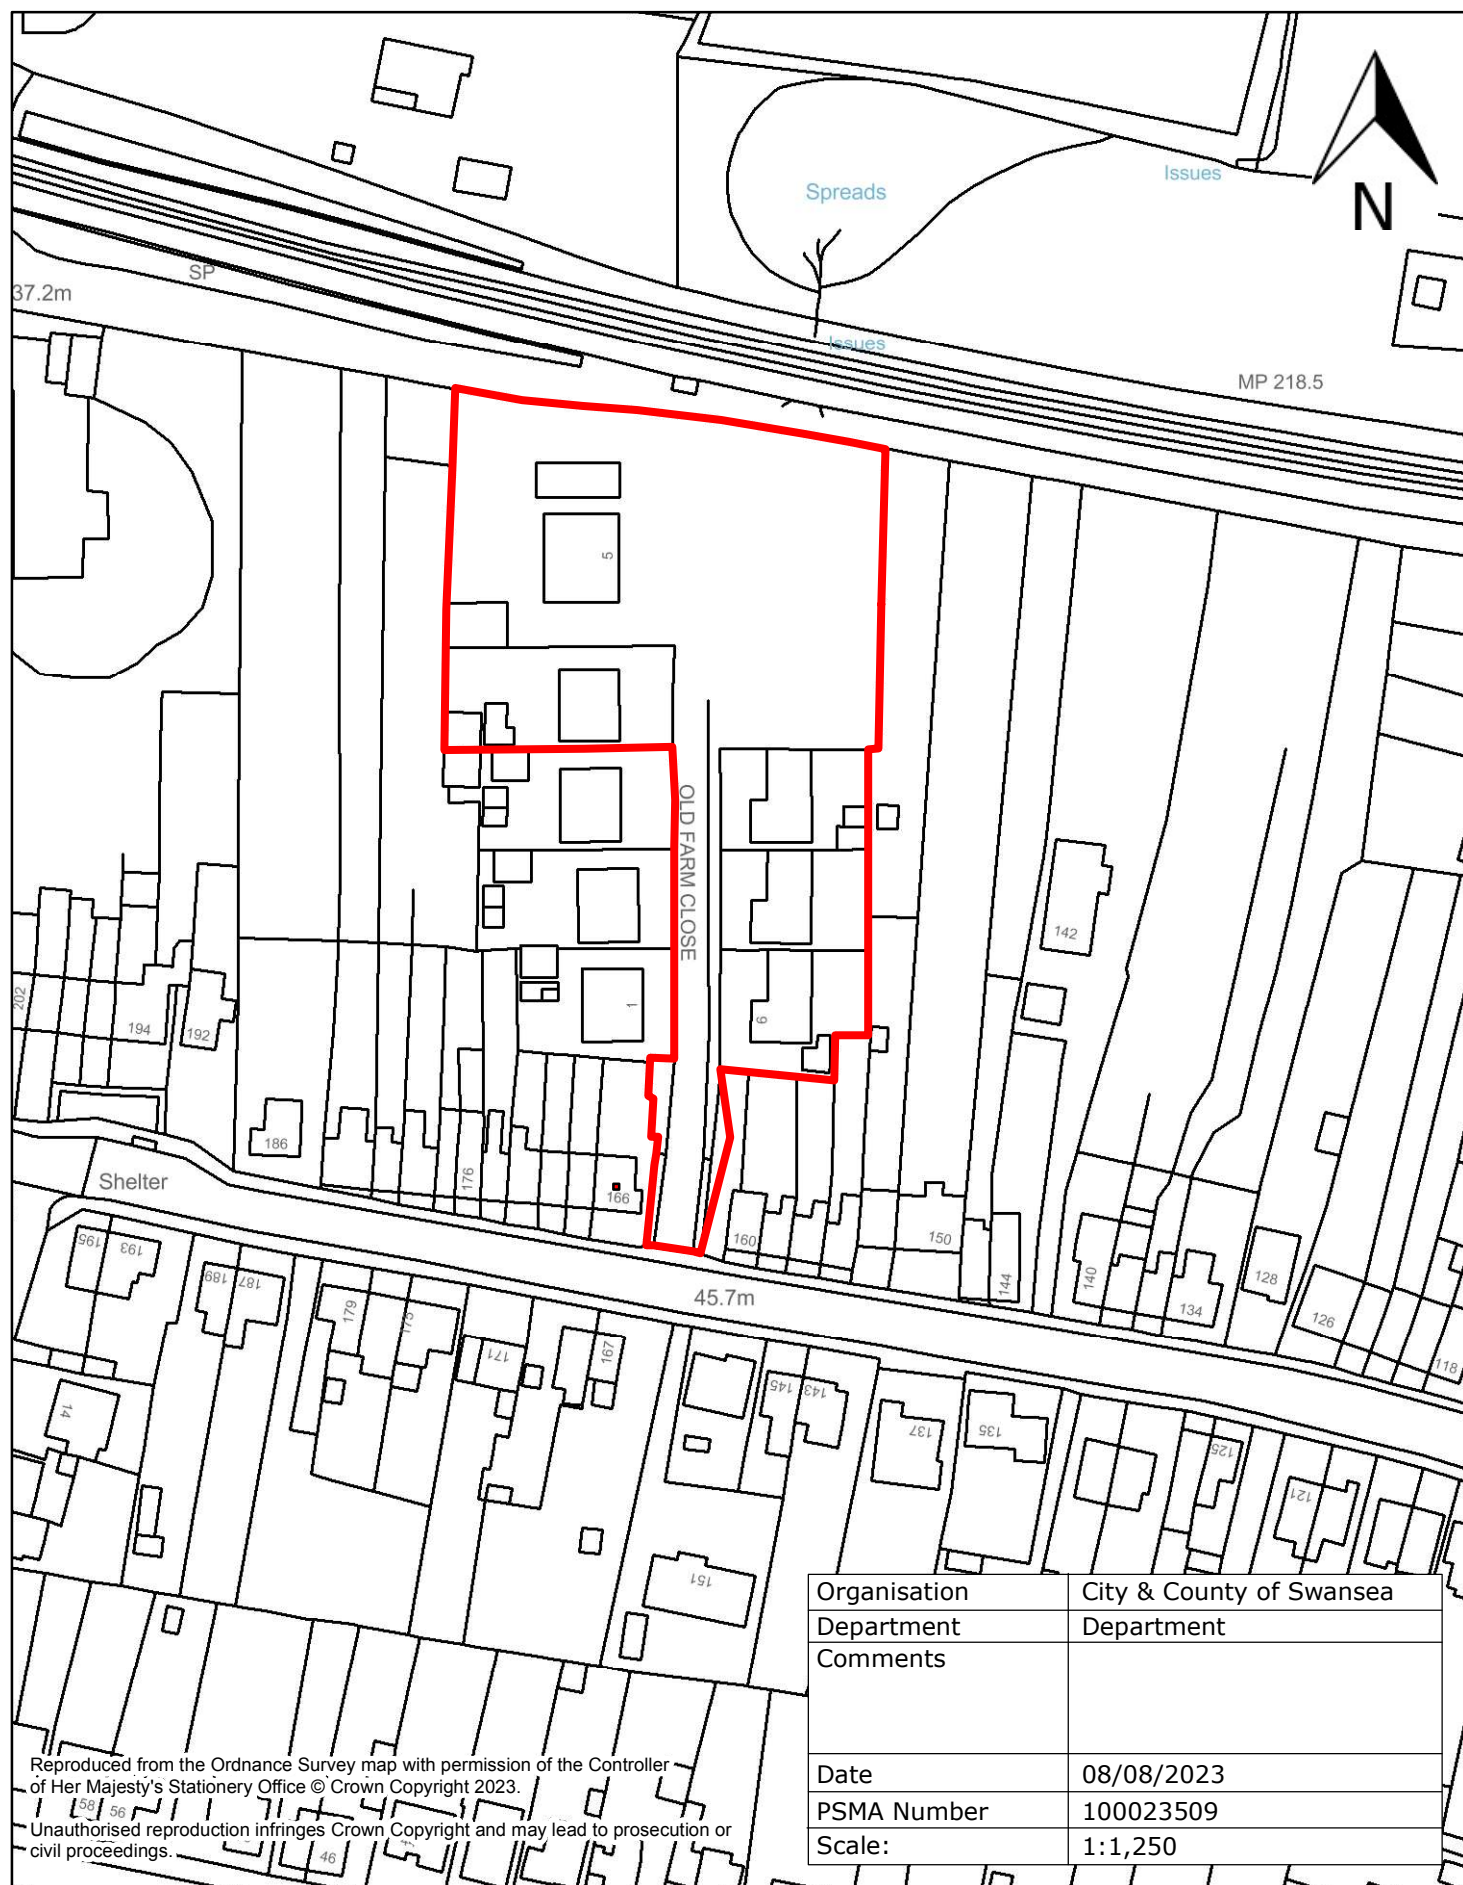 Spreads
Issues
N
SP
37.2m
Issues
MP 218.5
5
OLD FARM CLOSE
142
202
194
192
1
6
186
176
166
Shelter
160
150
144
140
134
128
126
118
195
193
189
187
179
175
171
167
45.7m
145
143
137
135
125
121
14
151
Organisation City & County of Swansea
Department Department
Comments
Date 08/08/2023
PSMA Number 100023509
Scale: 1:1,250
Reproduced from the Ordnance Survey map with permission of the Controller
of Her Majesty's Stationery Office © Crown Copyright 2023.
58
56
Unauthorised reproduction infringes Crown Copyright and may lead to prosecution or
civil proceedings.
46